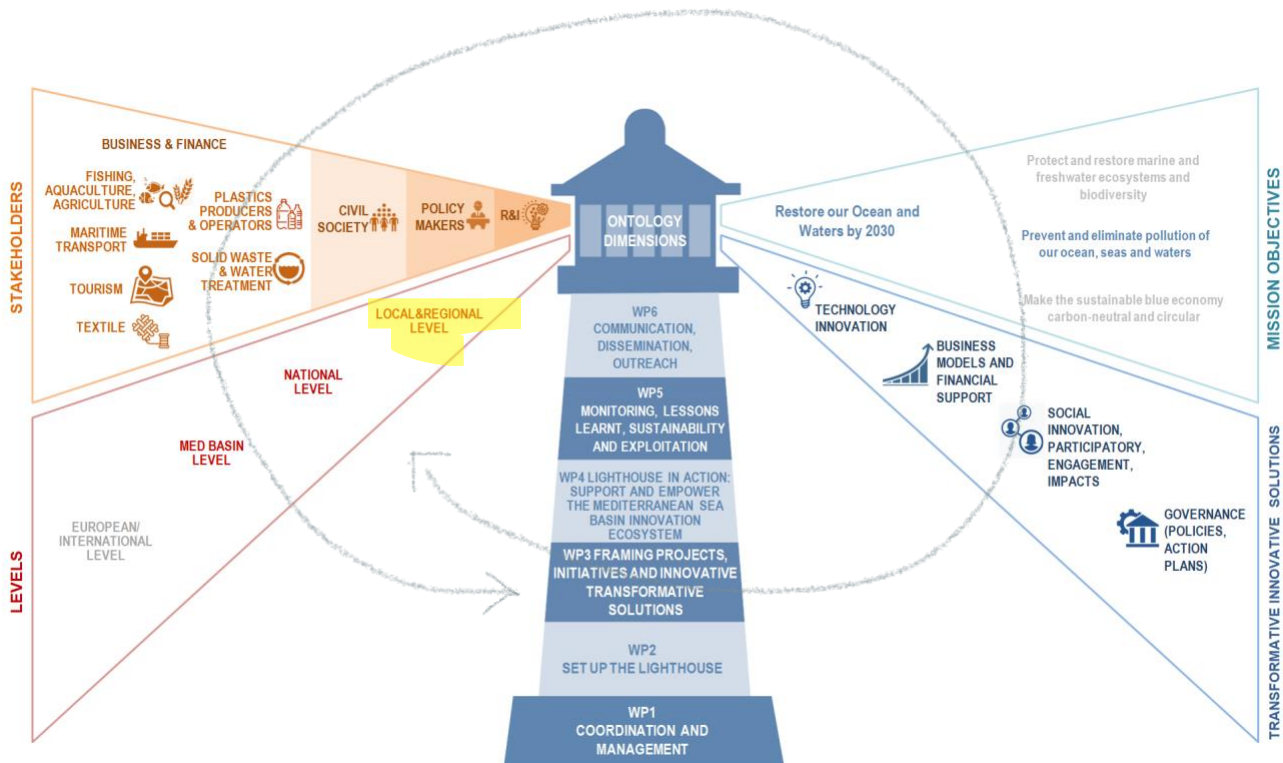 STAKEHOLDERS
BUSINESS & FINANCE
FISHING,
AQUACULTURE,
AGRICULTURE
MARITIME
TRANSPORT
TOURISM
TEXTILE
PLASTICS
PRODUCERS
& OPERATORS
SOLID WASTE
& WATER
TREATMENT
CIVIL
SOCIETY
POLICY
MAKERS
R&I
LEVELS
LOCAL&REGIONAL
LEVEL
NATIONAL
LEVEL
MED BASIN
LEVEL
EUROPEAN/
INTERNATIONAL
LEVEL
ONTOLOGY
DIMENSIONS
WP6
COMMUNICATION,
DISSEMINATION,
OUTREACH
WP5
MONITORING, LESSONS
LEARNT, SUSTAINABILITY
AND EXPLOITATION
WP4 LIGHTHOUSE IN ACTION:
SUPPORT AND EMPOWER
THE MEDITERRANEAN SEA
BASIN INNOVATION
ECOSYSTEM
WP3 FRAMING PROJECTS,
INITIATIVES AND INNOVATIVE
TRANSFORMATIVE
SOLUTIONS
WP2
SET UP THE LIGHTHOUSE
WP1
COORDINATION AND
MANAGEMENT
Restore our Ocean and
Waters by 2030
Protect and restore marine and
freshwater ecosystems and
biodiversity
Prevent and eliminate pollution of
our ocean, seas and waters
Make the sustainable blue economy
carbon-neutral and circular
MISSION OBJECTIVES
TECHNOLOGY
INNOVATION
BUSINESS
MODELS AND
FINANCIAL
SUPPORT
SOCIAL
INNOVATION,
PARTICIPATORY,
ENGAGEMENT,
IMPACTS
GOVERNANCE
(POLICIES,
ACTION
PLANS)
TRANSFORMATIVE INNOVATIVE SOLUTIONS